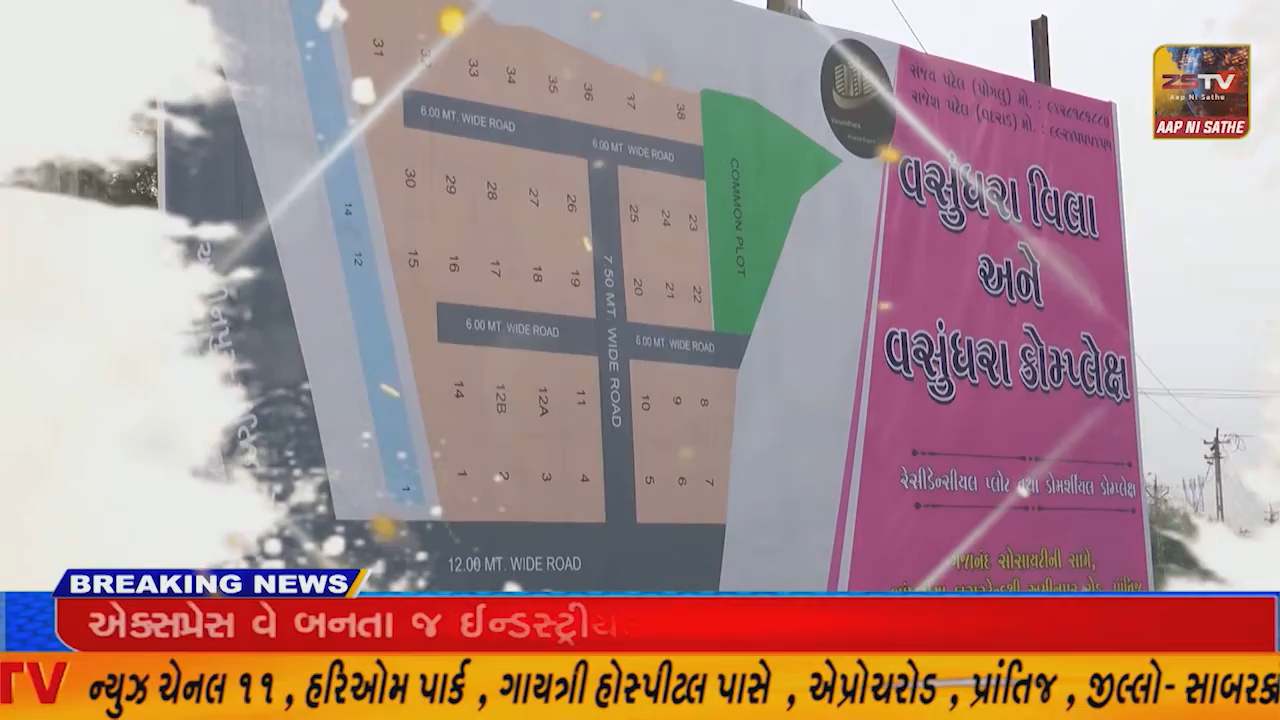 31
33
34
35
36
37
38
6.00 MT. WIDE ROAD
6.00 MT. WIDE ROAD
COMMON PLOT
30
29
28
27
26
25
24
23
14
12
15
16
17
18
19
20
21
22
7.50 MT. WIDE ROAD
6.00 MT. WIDE ROAD
6.00 MT. WIDE ROAD
14
12B
12A
11
10
9
8
1
1
2
3
4
5
6
7
12.00 MT. WIDE ROAD
વસુંધરા વિલા
અને
વસુંધરા કોમ્પ્લેક્ષ
રેસીડેન્સીયલ પ્લોટ તથા કોમર્શીયલ કોમ્પ્લેક્ષ
ગજાનંદ સોસાયટીની સામે,
ZSTV
Aap Ni Sathe
AAP NI SATHE
BREAKING NEWS
એક્સપ્રેસ વે બનતા જ ઈન્ડસ્ટ્રીય
TV ન્યુઝ ચેનલ ૧૧ , હરિઓમ પાર્ક , ગાયત્રી હોસ્પીટલ પાસે , એપ્રોચરોડ , પ્રાંતિજ , જીલ્લો- સાબરકા